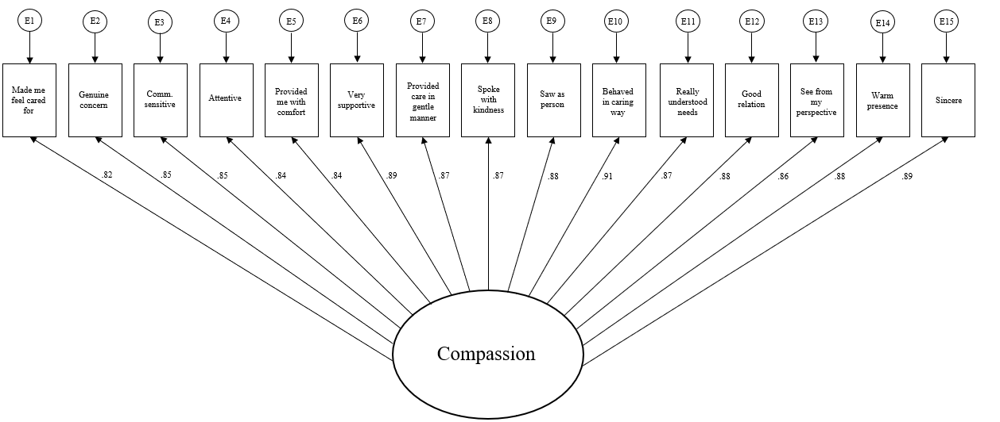 E1
E2
E3
E4
E5
E6
E7
E8
E9
E10
E11
E12
E13
E14
E15
Made me
feel cared
for
Genuine
concern
Comm.
sensitive
Attentive
Provided
me with
comfort
Very
supportive
Provided
care in
gentle
manner
Spoke
with
kindness
Saw as
person
Behaved
in caring
way
Really
understood
needs
Good
relation
See from
my
perspective
Warm
presence
Sincere
.82
.85
.85
.84
.84
.89
.87
.87
.88
.91
.87
.88
.86
.88
.89
Compassion